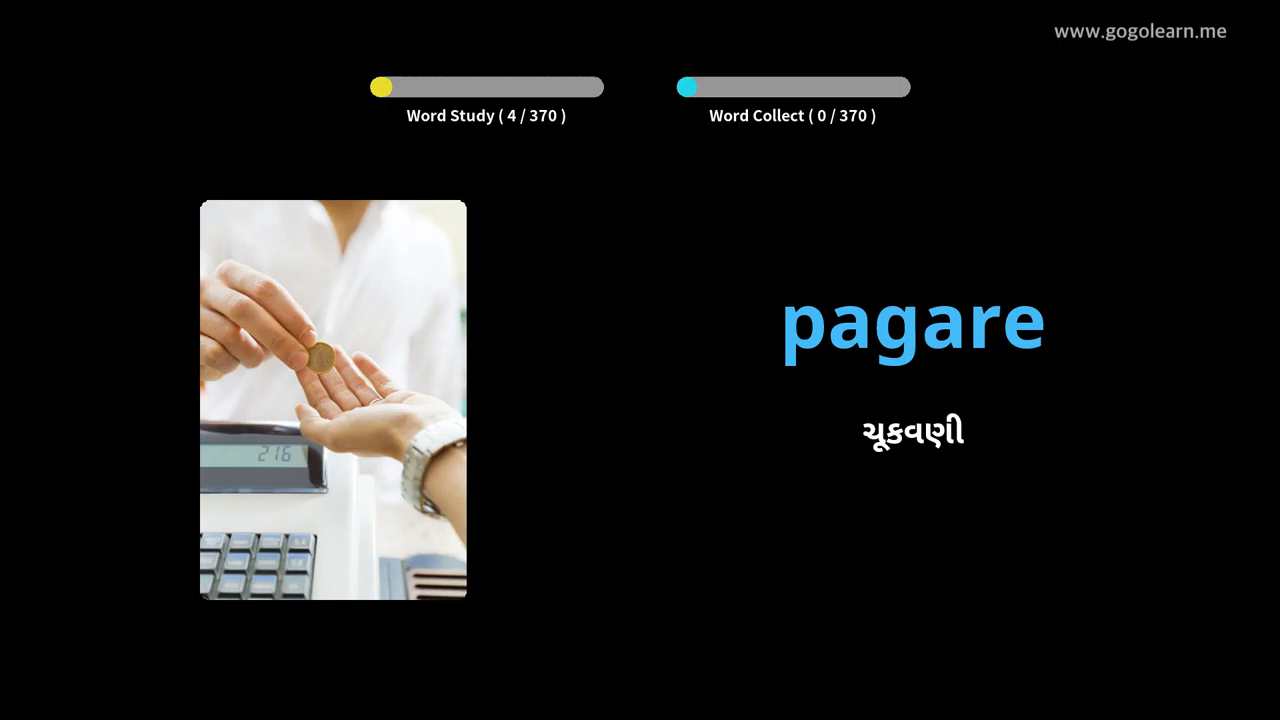 www.gogolearn.me
Word Study ( 4 / 370 )
Word Collect ( 0 / 370 )
pagare
ચૂકવણી
216